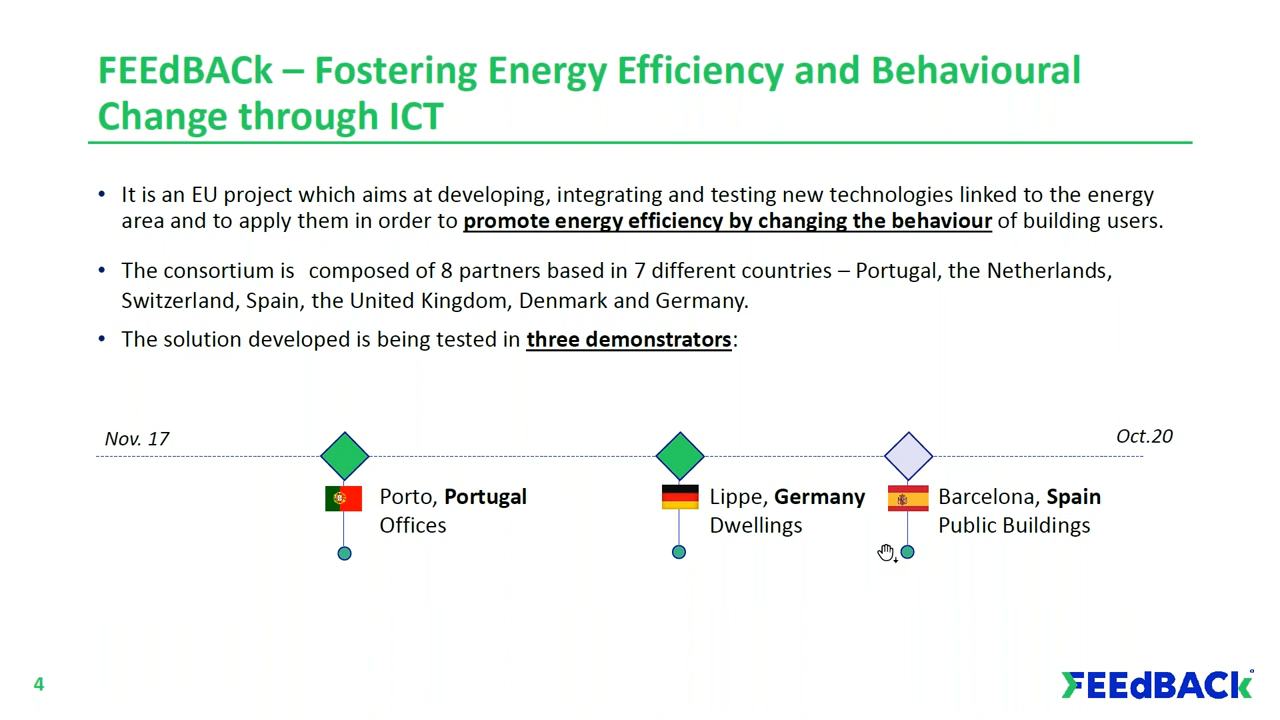 FEEdBACk – Fostering Energy Efficiency and Behavioural
Change through ICT
• It is an EU project which aims at developing, integrating and testing new technologies linked to the energy
area and to apply them in order to promote energy efficiency by changing the behaviour of building users.
• The consortium is composed of 8 partners based in 7 different countries – Portugal, the Netherlands,
Switzerland, Spain, the United Kingdom, Denmark and Germany.
• The solution developed is being tested in three demonstrators:
Nov. 17
Oct.20
Porto, Portugal
Offices
Lippe, Germany
Dwellings
Barcelona, Spain
Public Buildings
4
FEEdBACk